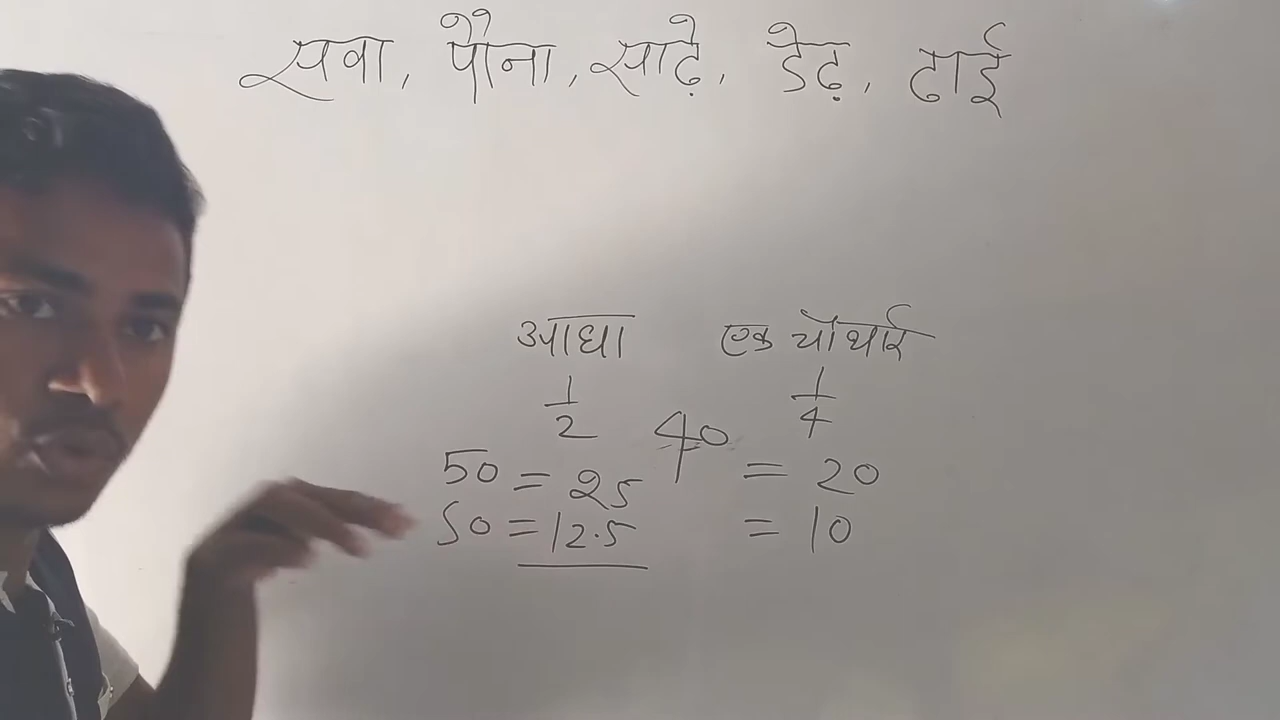 सवा, पौना, साढ़े, डेढ़, ढाई
आधा एक चौथाई
1/2 1/4
40
50 = 25 = 20
50 = 12.5 = 10